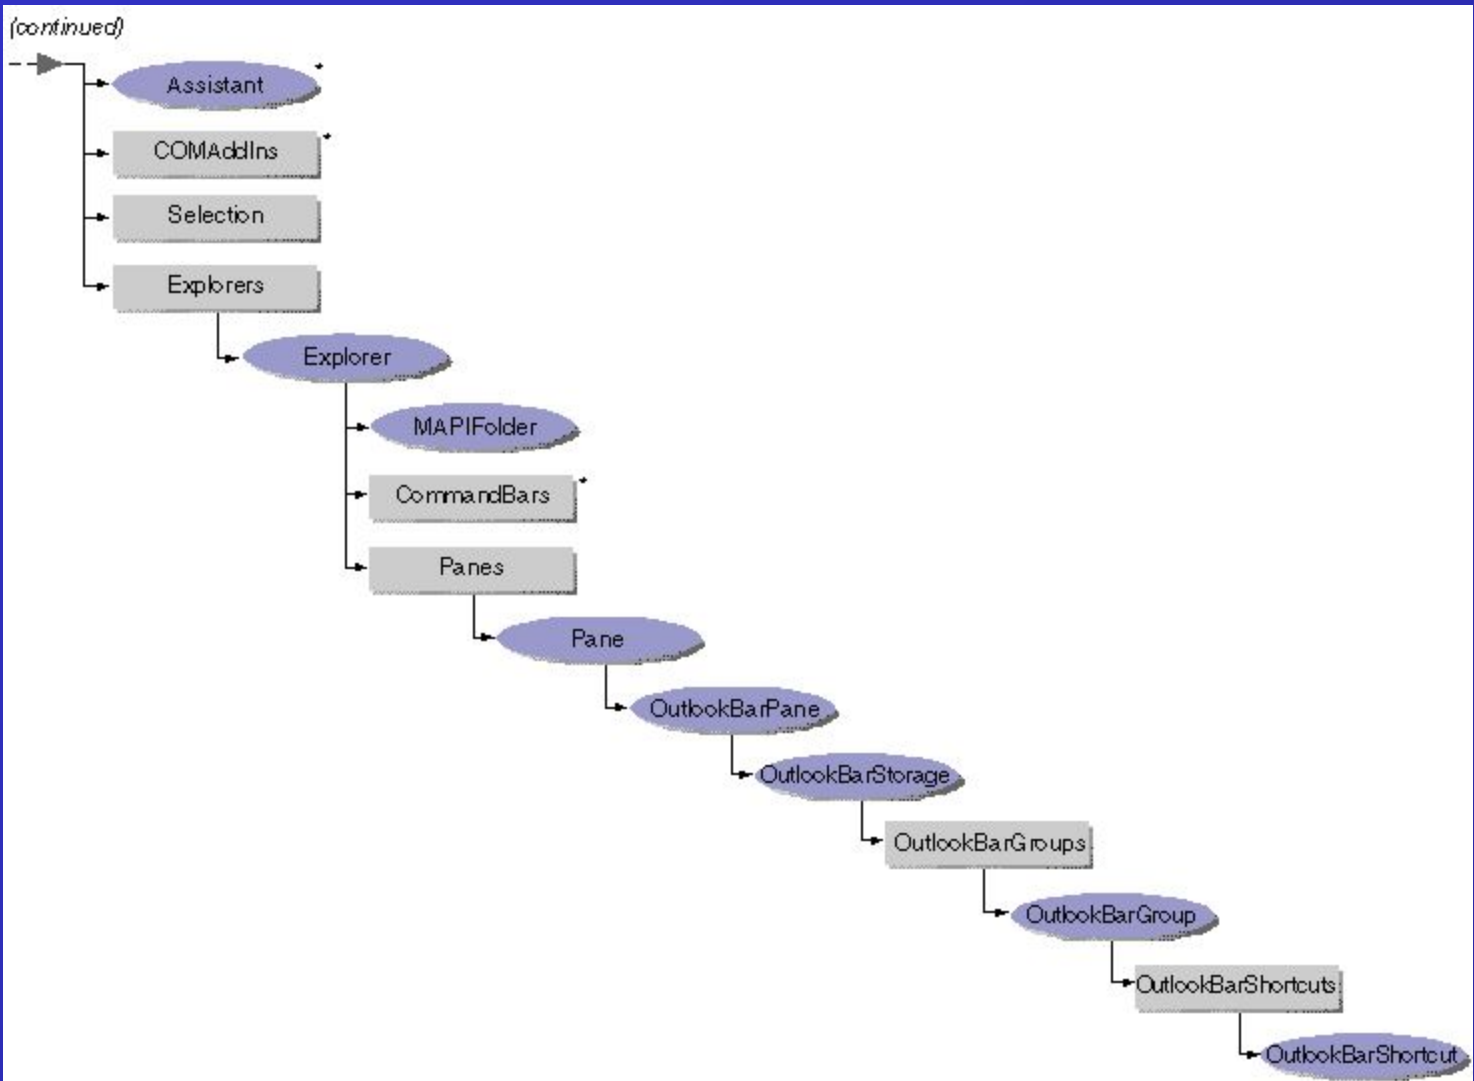 (continued)
Assistant *
COMAddIns *
Selection
Explorers
Explorer
MAPIFolder
CommandBars *
Panes
Pane
OutlookBarPane
OutlookBarStorage
OutlookBarGroups
OutlookBarGroup
OutlookBarShortcuts
OutlookBarShortcut